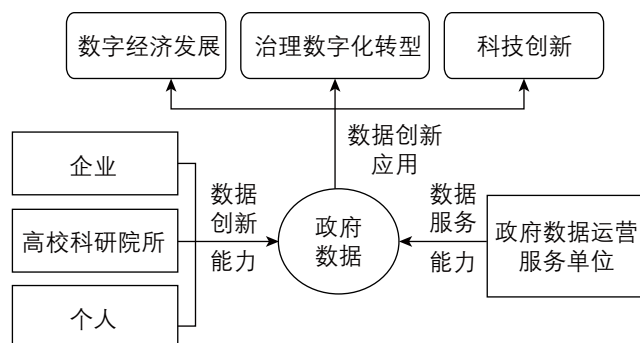 数字经济发展
治理数字化转型
科技创新
数据创新
应用
企业
高校科研院所
个人
数据
创新
能力
政府
数据
数据
服务
能力
政府数据运营
服务单位